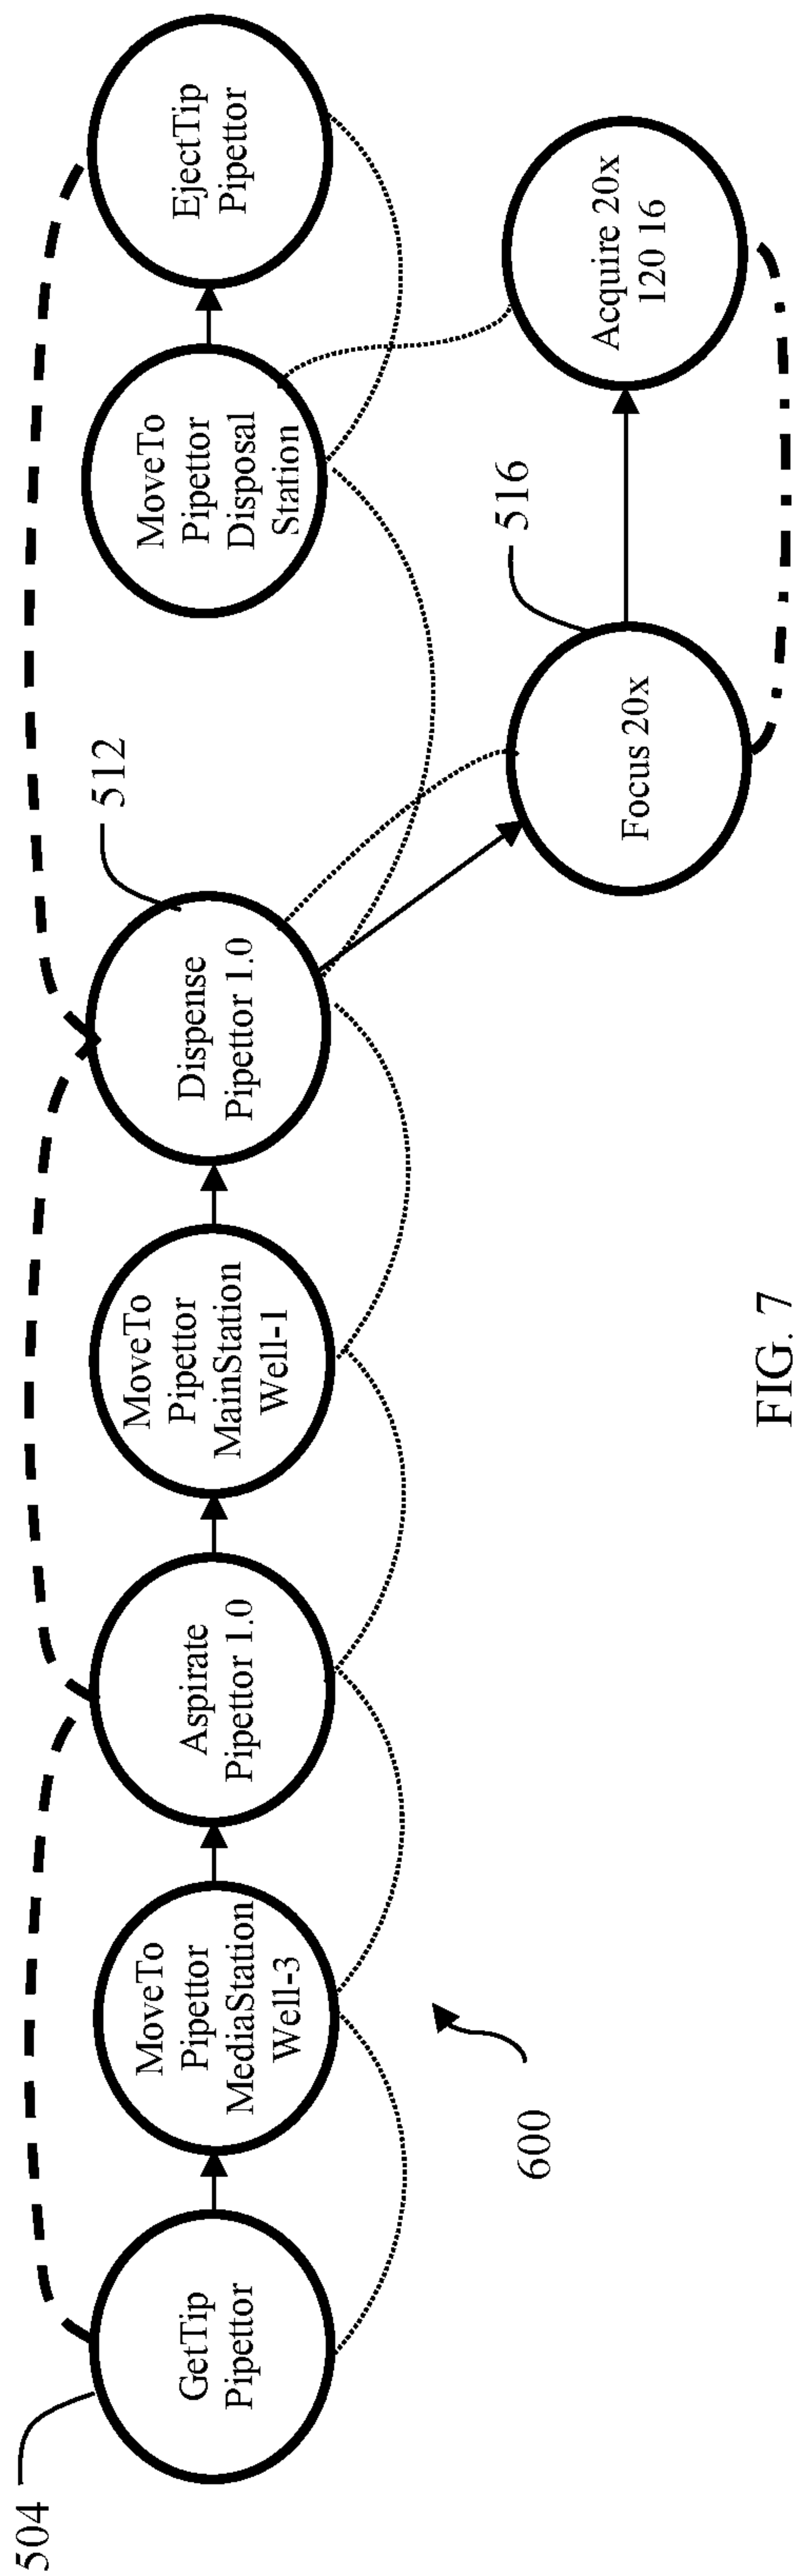 504
GetTip
Pipettor
MoveTo
Pipettor
MediaStation
Well-3
Aspirate
Pipettor 1.0
MoveTo
Pipettor
MainStation
Well-1
Dispense
Pipettor 1.0
512
MoveTo
Pipettor
Disposal
Station
EjectTip
Pipettor
600
Focus 20x
516
Acquire 20x
120 16
FIG. 7